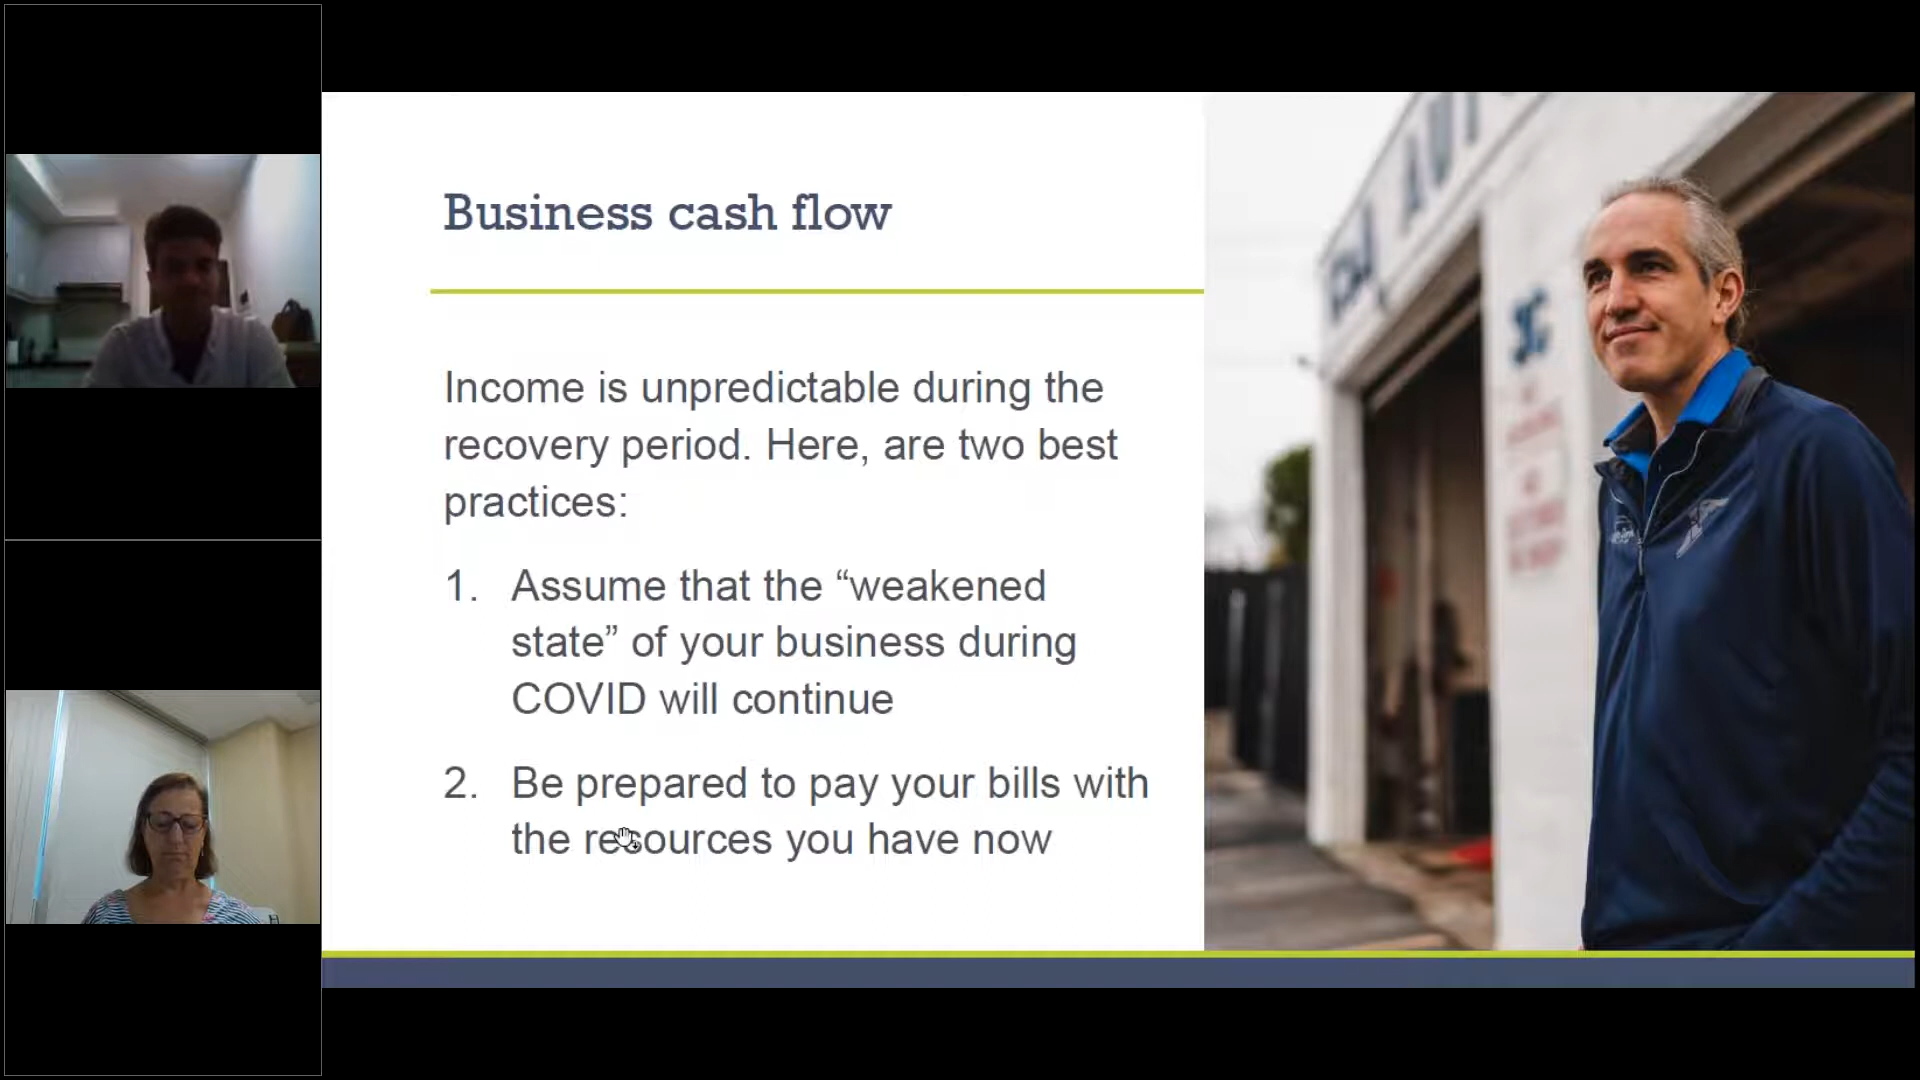 Business cash flow
Income is unpredictable during the
recovery period. Here, are two best
practices:
1. Assume that the “weakened
state” of your business during
COVID will continue
2. Be prepared to pay your bills with
the resources you have now